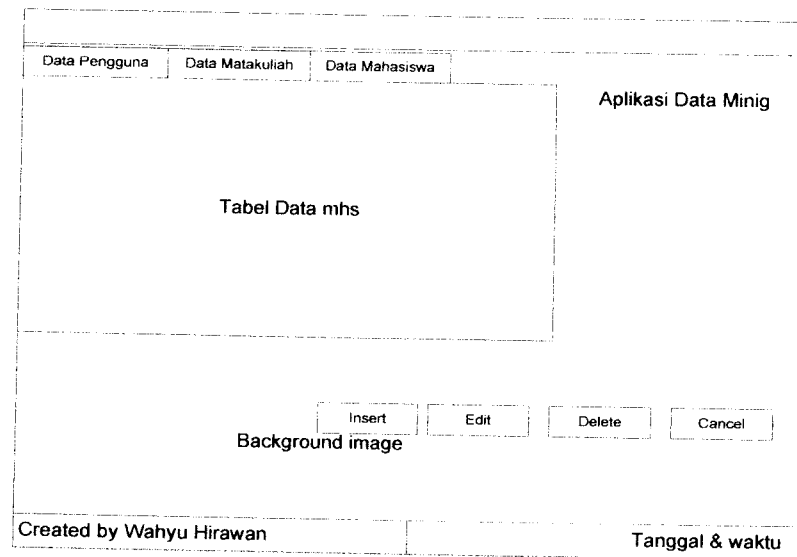 Data Pengguna Data Matakuliah Data Mahasiswa
Aplikasi Data Minig
Tabel Data mhs
Insert Edit Delete Cancel
Background image
Created by Wahyu Hirawan Tanggal & waktu